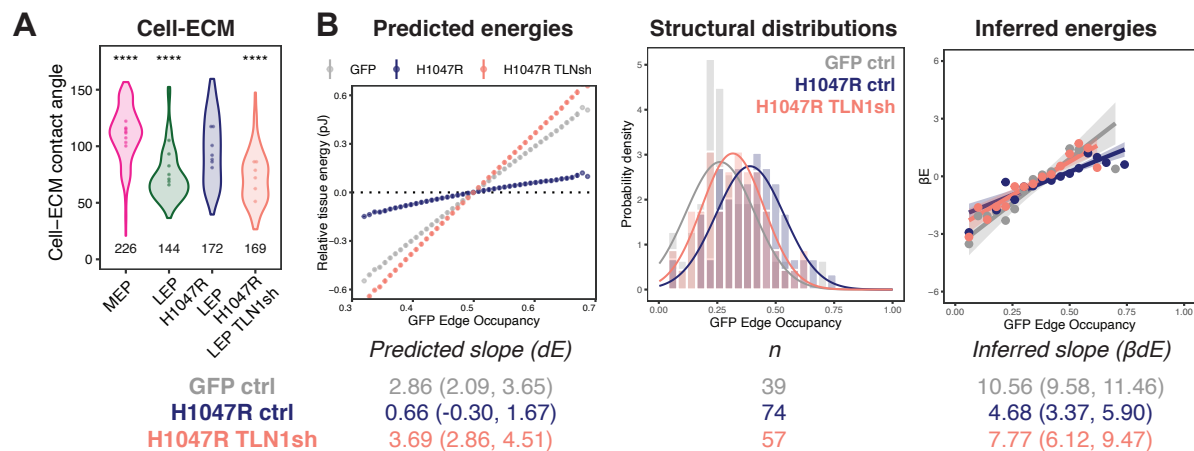 A
Cell-ECM
Cell−ECM contact angle
150
100
50
0
**** **** ****
226 144 172 169
MEP
LEP
H1047R LEP
H1047R
LEP TLN1sh
B
Predicted energies
GFP H1047R H1047R TLNsh
Relative tissue energy (pJ)
0.6
0.3
0.0
-0.3
-0.6
0.3 0.4 0.5 0.6 0.7
GFP Edge Occupancy
Structural distributions
GFP ctrl
H1047R ctrl
H1047R TLN1sh
Probability density
5
4
3
2
1
0
0.00 0.25 0.50 0.75 1.00
GFP Edge Occupancy
Inferred energies
βE
6
3
0
-3
-6
0.00 0.25 0.50 0.75 1.00
GFP Edge Occupancy
Predicted slope (dE) n Inferred slope (βdE)
GFP ctrl 2.86 (2.09, 3.65) 39 10.56 (9.58, 11.46)
H1047R ctrl 0.66 (-0.30, 1.67) 74 4.68 (3.37, 5.90)
H1047R TLN1sh 3.69 (2.86, 4.51) 57 7.77 (6.12, 9.47)